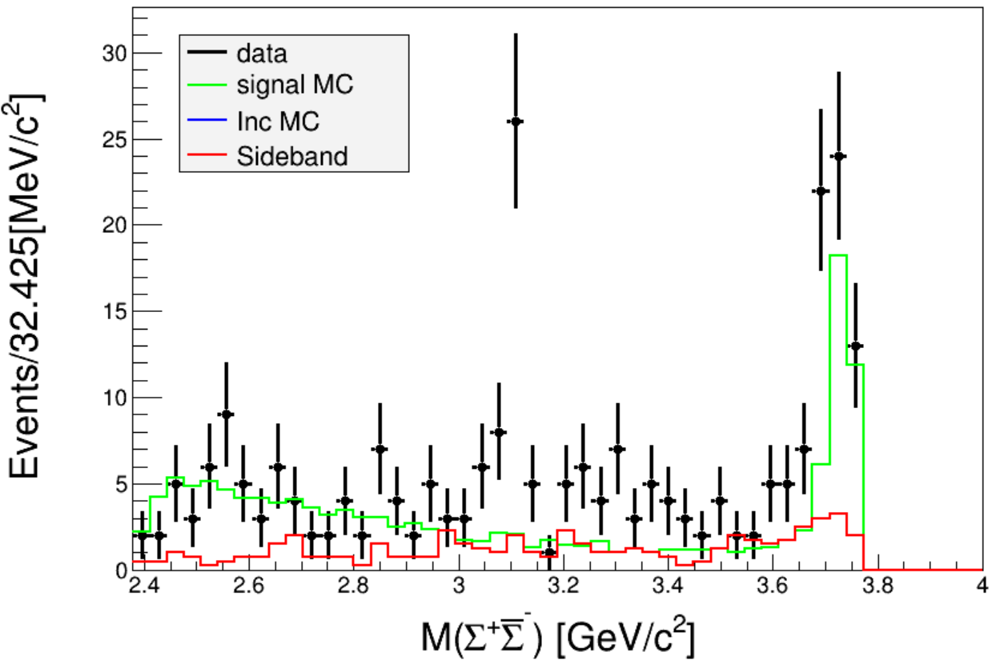 30
25
20
15
10
5
0
Events/32.425[MeV/c²]
data
signal MC
Inc MC
Sideband
2.4 2.6 2.8 3 3.2 3.4 3.6 3.8 4
M(Σ⁺Σ̅⁻) [GeV/c²]